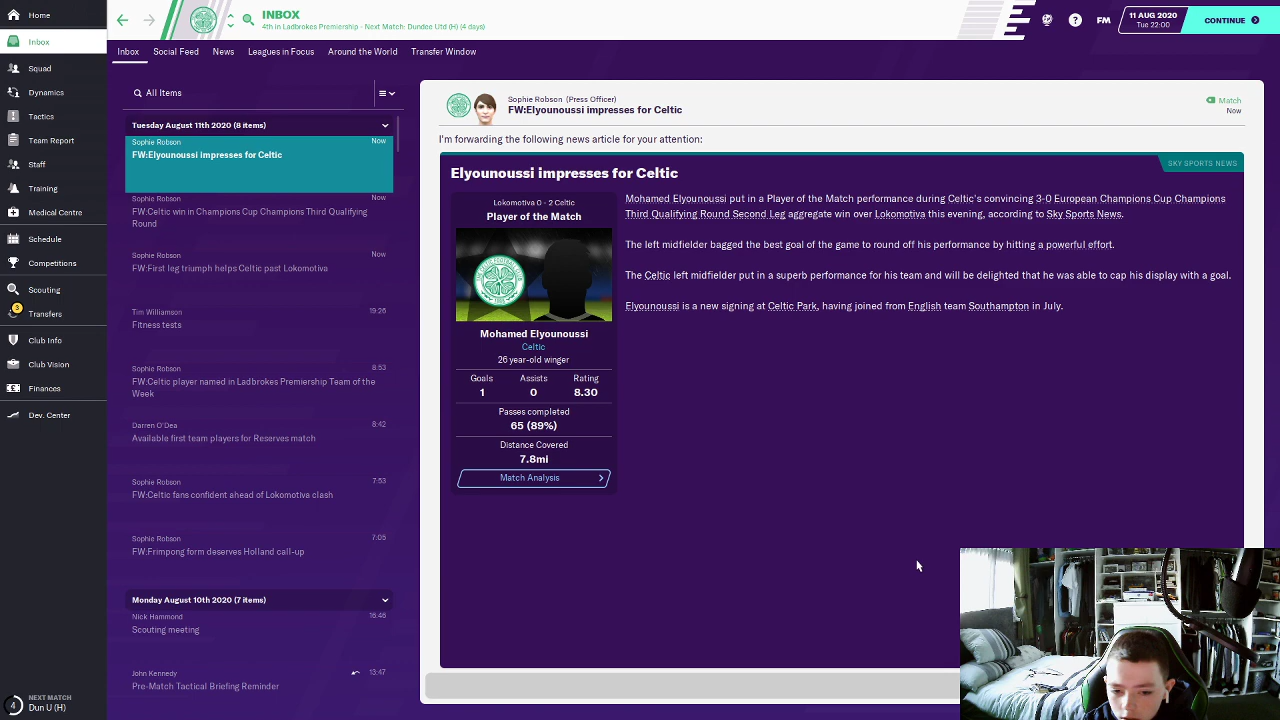 INBOX
4th in Ladbrokes Premiership - Next Match: Dundee Utd (H) (4 days)
?
FM
11 AUG 2020
Tue 22:00
CONTINUE
Inbox
Squad
Dynamics
Tactics
Team Report
Staff
Training
Medical Centre
Schedule
Competitions
Scouting
3
Transfers
Club Info
Club Vision
Finances
Dev. Center
4
NEXT MATCH
Dun U (H)
Inbox
Social Feed
News
Leagues in Focus
Around the World
Transfer Window
All Items
Tuesday August 11th 2020 (8 items)
Sophie Robson
Now
FW:Elyounoussi impresses for Celtic
Sophie Robson
Now
FW:Celtic win in Champions Cup Champions Third Qualifying
Round
Sophie Robson
Now
FW:First leg triumph helps Celtic past Lokomotiva
Tim Williamson
19:26
Fitness tests
Sophie Robson
8:53
FW:Celtic player named in Ladbrokes Premiership Team of the
Week
Darren O'Dea
8:42
Available first team players for Reserves match
Sophie Robson
7:53
FW:Celtic fans confident ahead of Lokomotiva clash
Sophie Robson
7:05
FW:Frimpong form deserves Holland call-up
Monday August 10th 2020 (7 items)
Nick Hammond
16:46
Scouting meeting
John Kennedy
13:47
Pre-Match Tactical Briefing Reminder
Sophie Robson (Press Officer)
FW:Elyounoussi impresses for Celtic
Match
Now
I'm forwarding the following news article for your attention:
SKY SPORTS NEWS
Elyounoussi impresses for Celtic
Lokomotiva 0 - 2 Celtic
Player of the Match
Mohamed Elyounoussi
Celtic
26 year-old winger
Goals Assists Rating
1 0 8.30
Passes completed
65 (89%)
Distance Covered
7.8mi
Match Analysis
Mohamed Elyounoussi put in a Player of the Match performance during Celtic's convincing 3-0 European Champions Cup Champions
Third Qualifying Round Second Leg aggregate win over Lokomotiva this evening, according to Sky Sports News.
The left midfielder bagged the best goal of the game to round off his performance by hitting a powerful effort.
The Celtic left midfielder put in a superb performance for his team and will be delighted that he was able to cap his display with a goal.
Elyounoussi is a new signing at Celtic Park, having joined from English team Southampton in July.